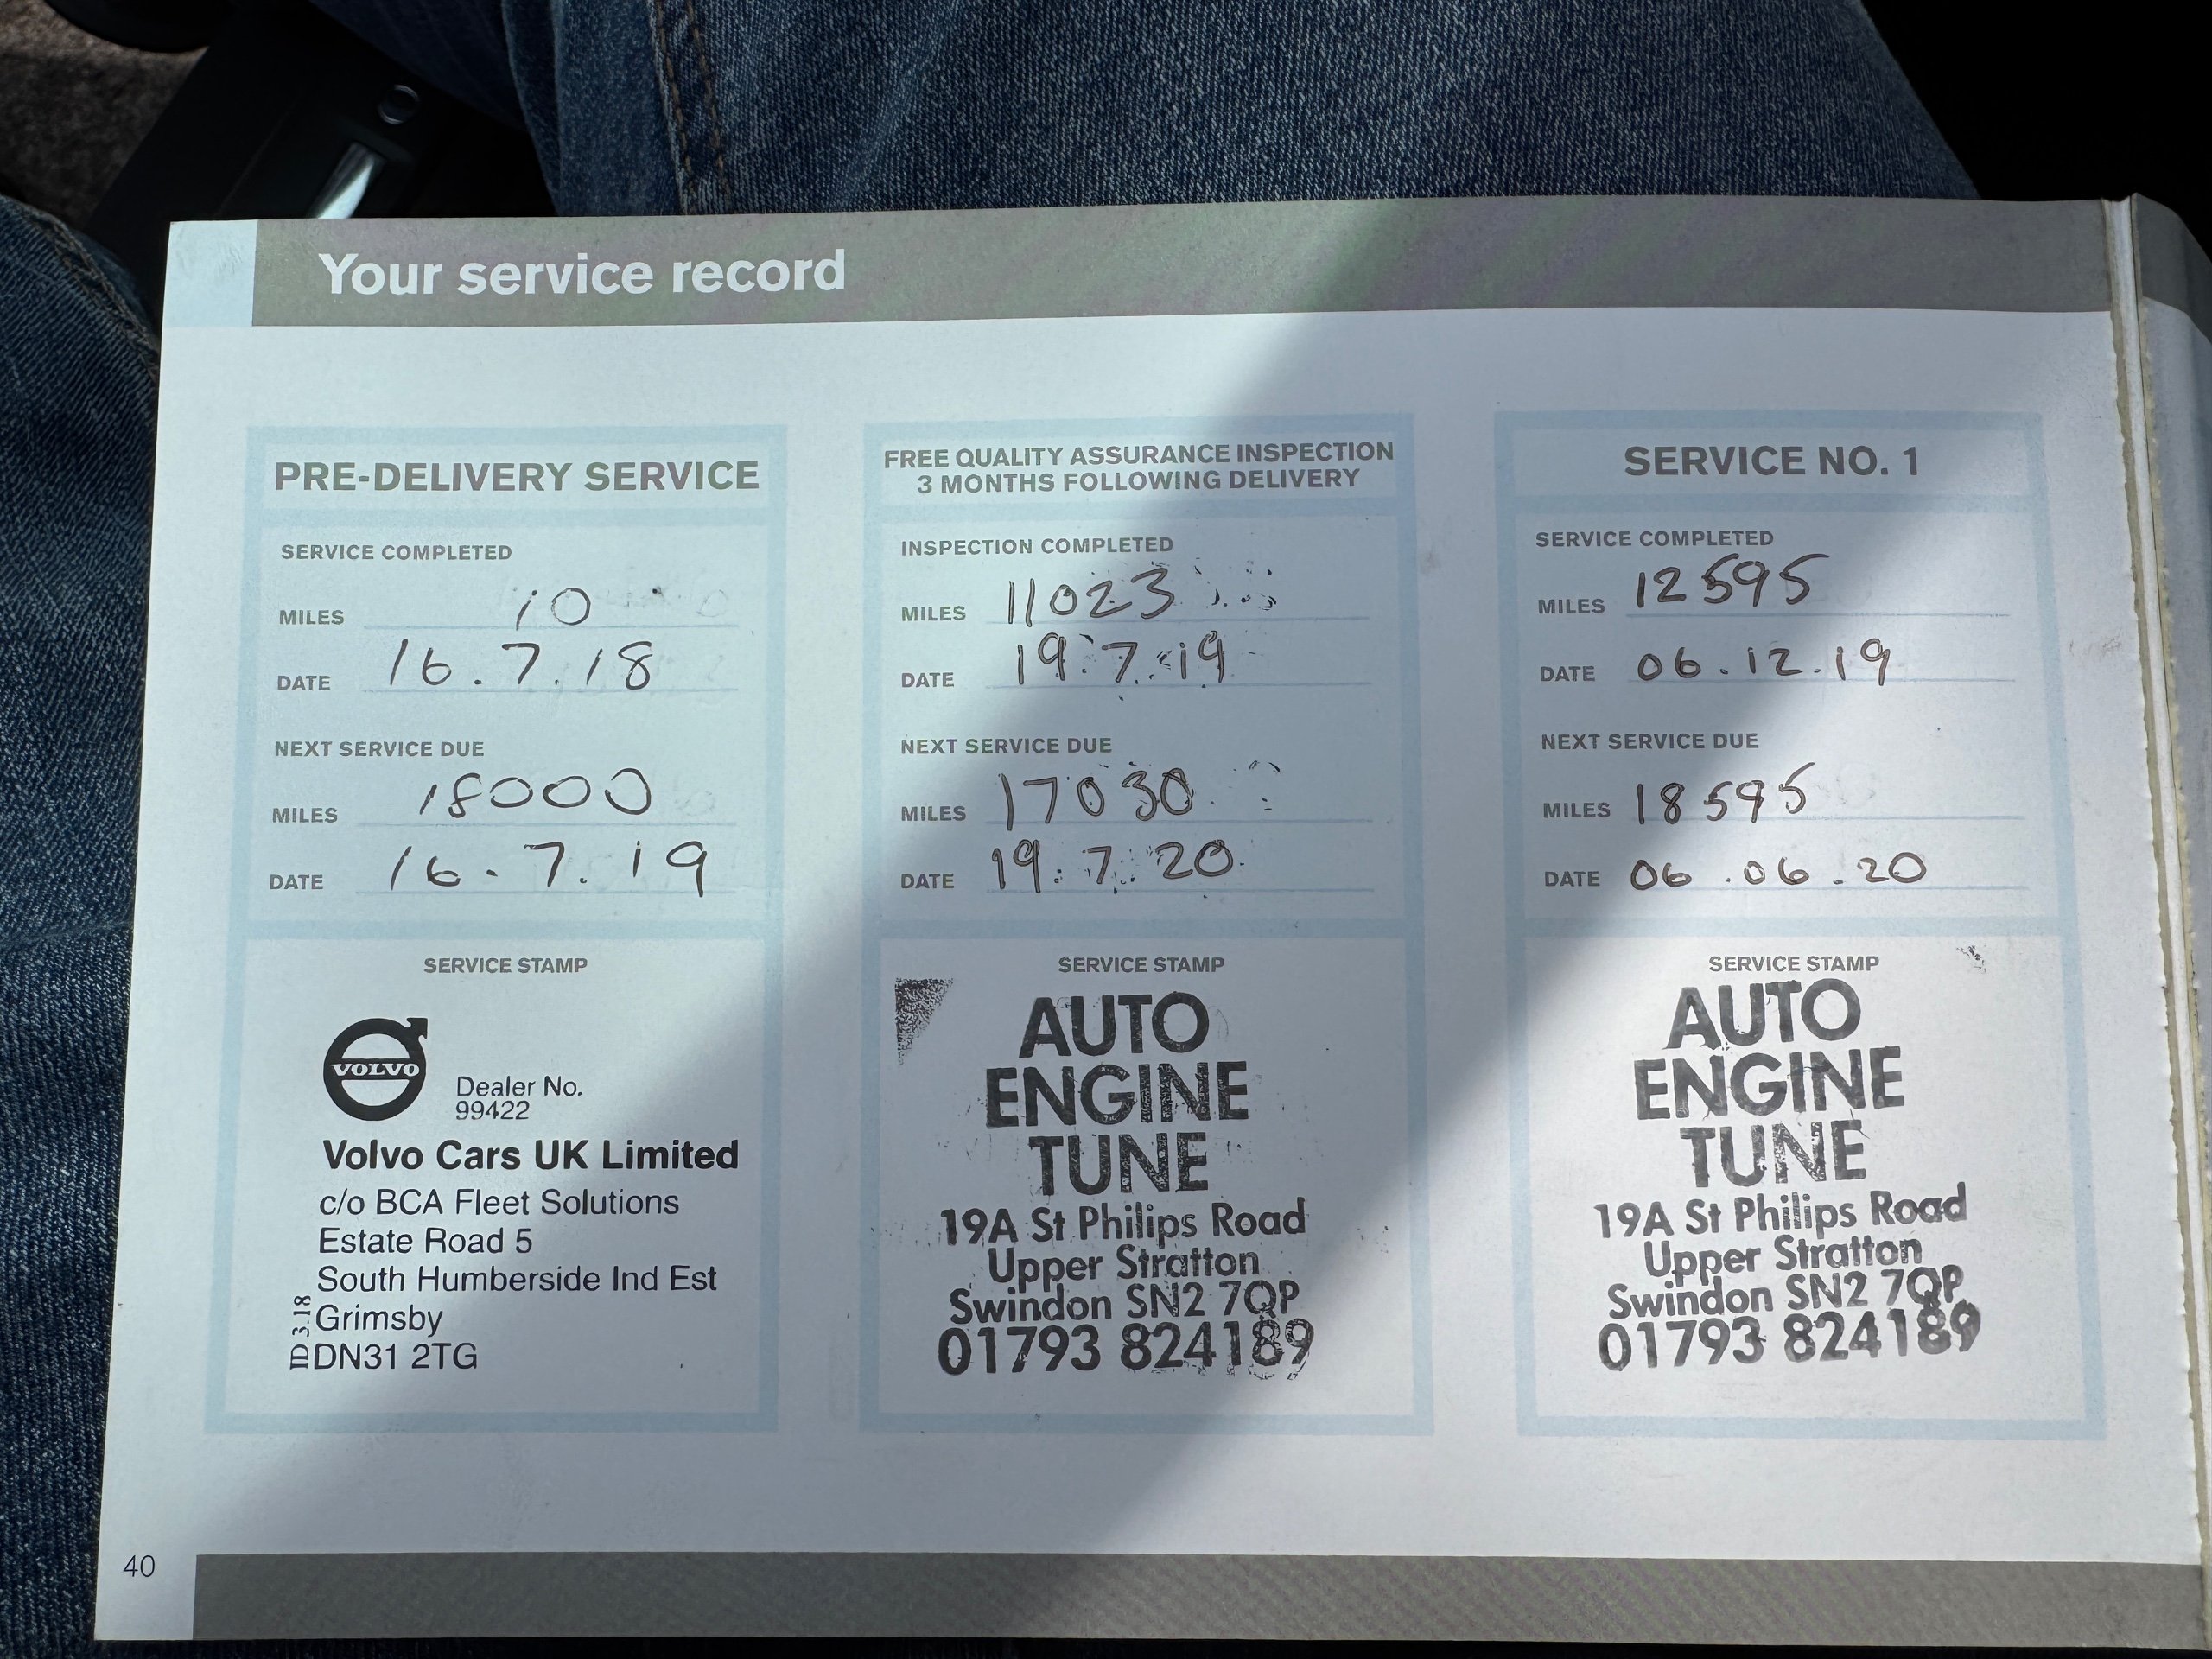 Your service record
PRE-DELIVERY SERVICE
SERVICE COMPLETED
MILES 10
DATE 16.7.18
NEXT SERVICE DUE
MILES 18000
DATE 16.7.19
SERVICE STAMP
VOLVO
Dealer No.
99422
Volvo Cars UK Limited
c/o BCA Fleet Solutions
Estate Road 5
South Humberside Ind Est
Grimsby
DN31 2TG
ID 3.18
FREE QUALITY ASSURANCE INSPECTION
3 MONTHS FOLLOWING DELIVERY
INSPECTION COMPLETED
MILES 11023
DATE 19.7.19
NEXT SERVICE DUE
MILES 17030
DATE 19.7.20
SERVICE STAMP
AUTO
ENGINE
TUNE
19A St Philips Road
Upper Stratton
Swindon SN2 7QP
01793 824189
SERVICE NO. 1
SERVICE COMPLETED
MILES 12595
DATE 06.12.19
NEXT SERVICE DUE
MILES 18595
DATE 06.06.20
SERVICE STAMP
AUTO
ENGINE
TUNE
19A St Philips Road
Upper Stratton
Swindon SN2 7QP
01793 824189
40